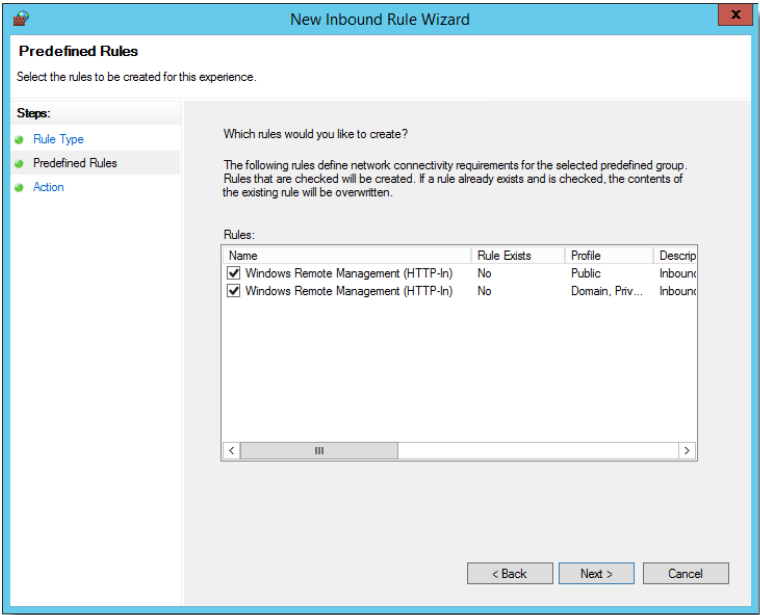 New Inbound Rule Wizard
x
Predefined Rules
Select the rules to be created for this experience.
Steps:
Rule Type
Predefined Rules
Action
Which rules would you like to create?
The following rules define network connectivity requirements for the selected predefined group.
Rules that are checked will be created. If a rule already exists and is checked, the contents of
the existing rule will be overwritten.
Rules:
Name Rule Exists Profile Descrip
Windows Remote Management (HTTP-In) No Public Inbound
Windows Remote Management (HTTP-In) No Domain, Priv... Inbound
< Back Next > Cancel